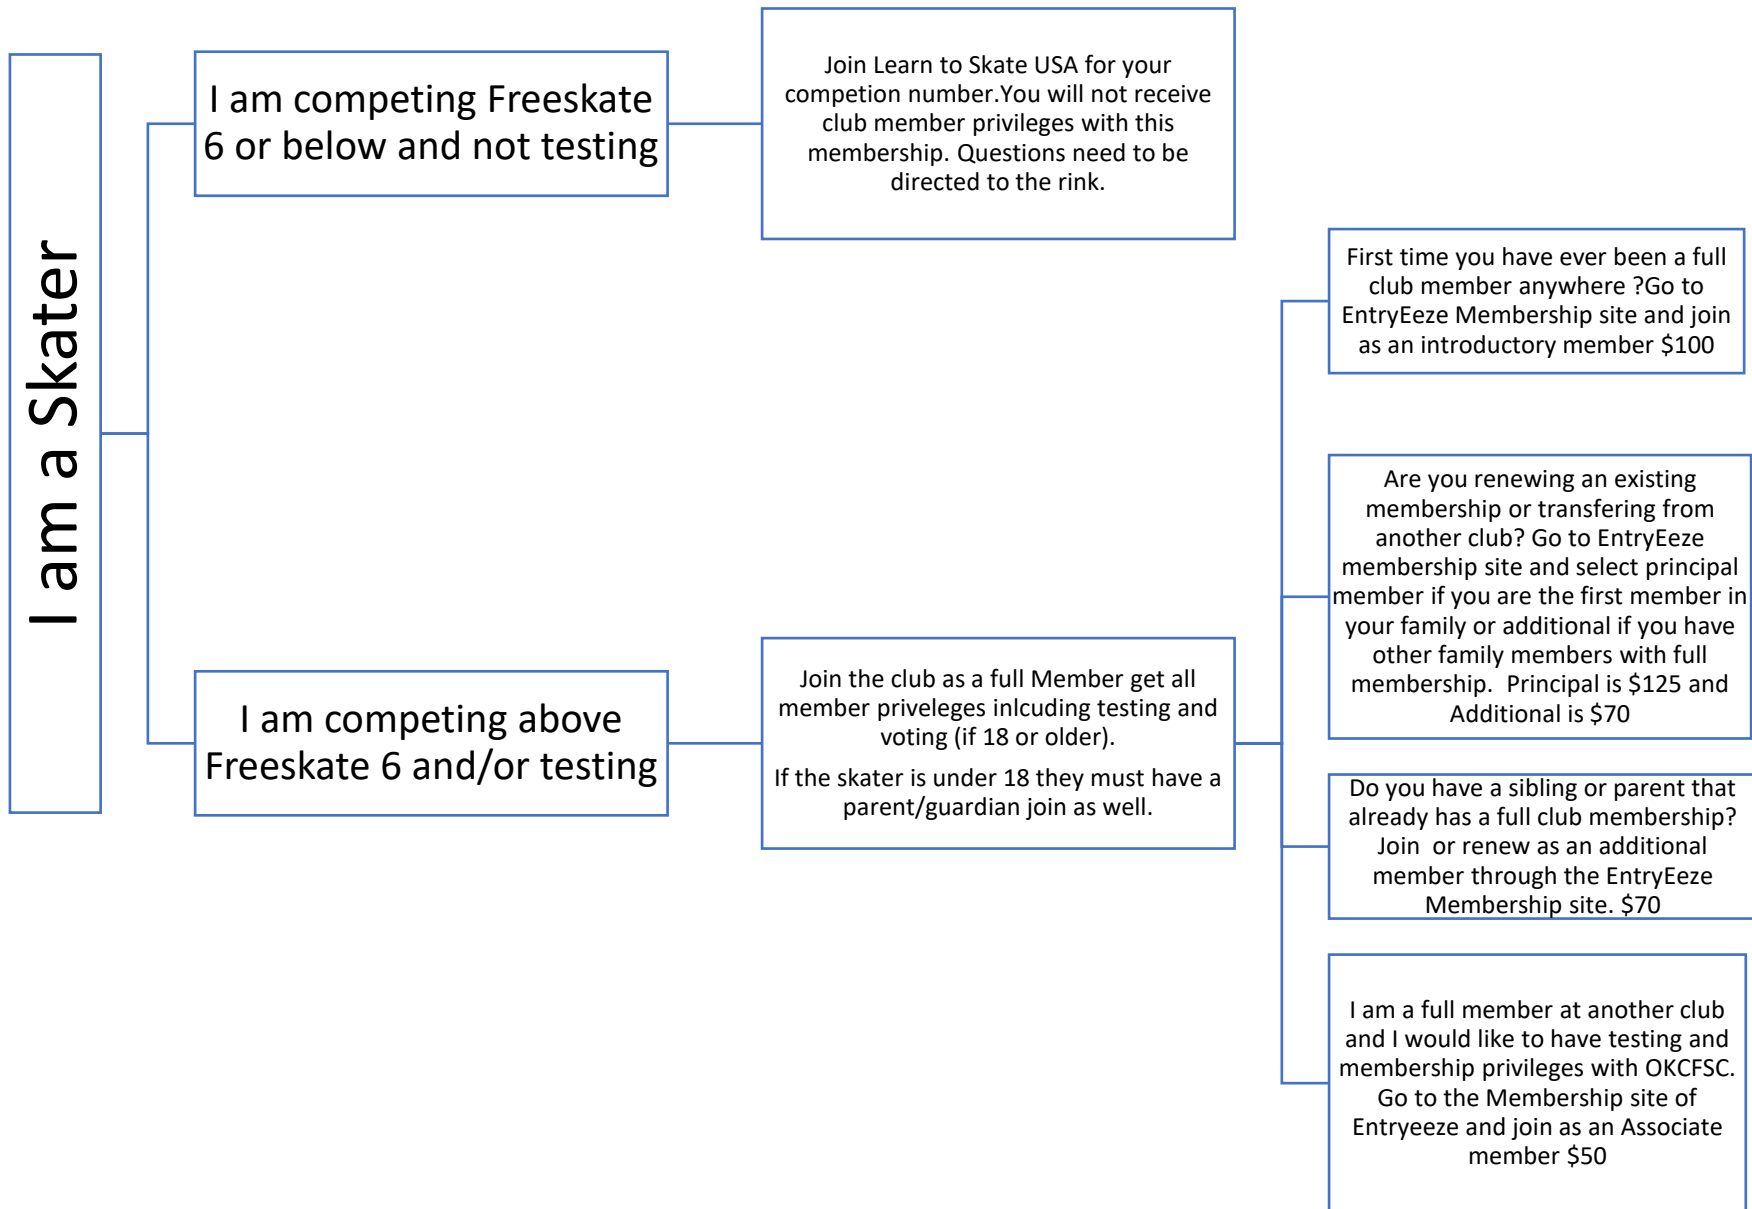 I am a Skater
I am competing Freeskate
6 or below and not testing
Join Learn to Skate USA for your
competion number.You will not receive
club member privileges with this
membership. Questions need to be
directed to the rink.
I am competing above
Freeskate 6 and/or testing
Join the club as a full Member get all
member priveleges inlcuding testing and
voting (if 18 or older).
If the skater is under 18 they must have a
parent/guardian join as well.
First time you have ever been a full
club member anywhere ?Go to
EntryEeze Membership site and join
as an introductory member $100
Are you renewing an existing
membership or transfering from
another club? Go to EntryEeze
membership site and select principal
member if you are the first member in
your family or additional if you have
other family members with full
membership.  Principal is $125 and
Additional is $70
Do you have a sibling or parent that
already has a full club membership?
Join  or renew as an additional
member through the EntryEeze
Membership site. $70
I am a full member at another club
and I would like to have testing and
membership privileges with OKCFSC.
Go to the Membership site of
Entryeeze and join as an Associate
member $50